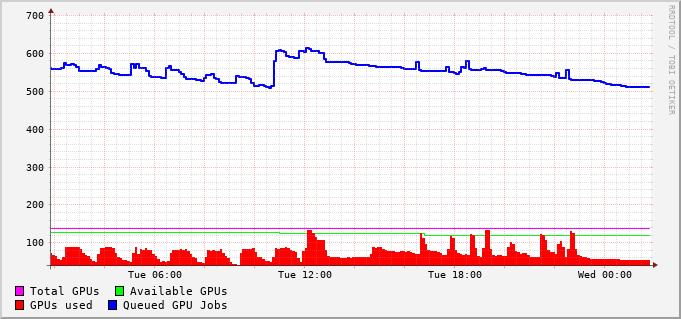 700
600
500
400
300
200
100
Tue 06:00 Tue 12:00 Tue 18:00 Wed 00:00
Total GPUs Available GPUs
GPUs used Queued GPU Jobs
RRDTOOL / TOBI OETIKER